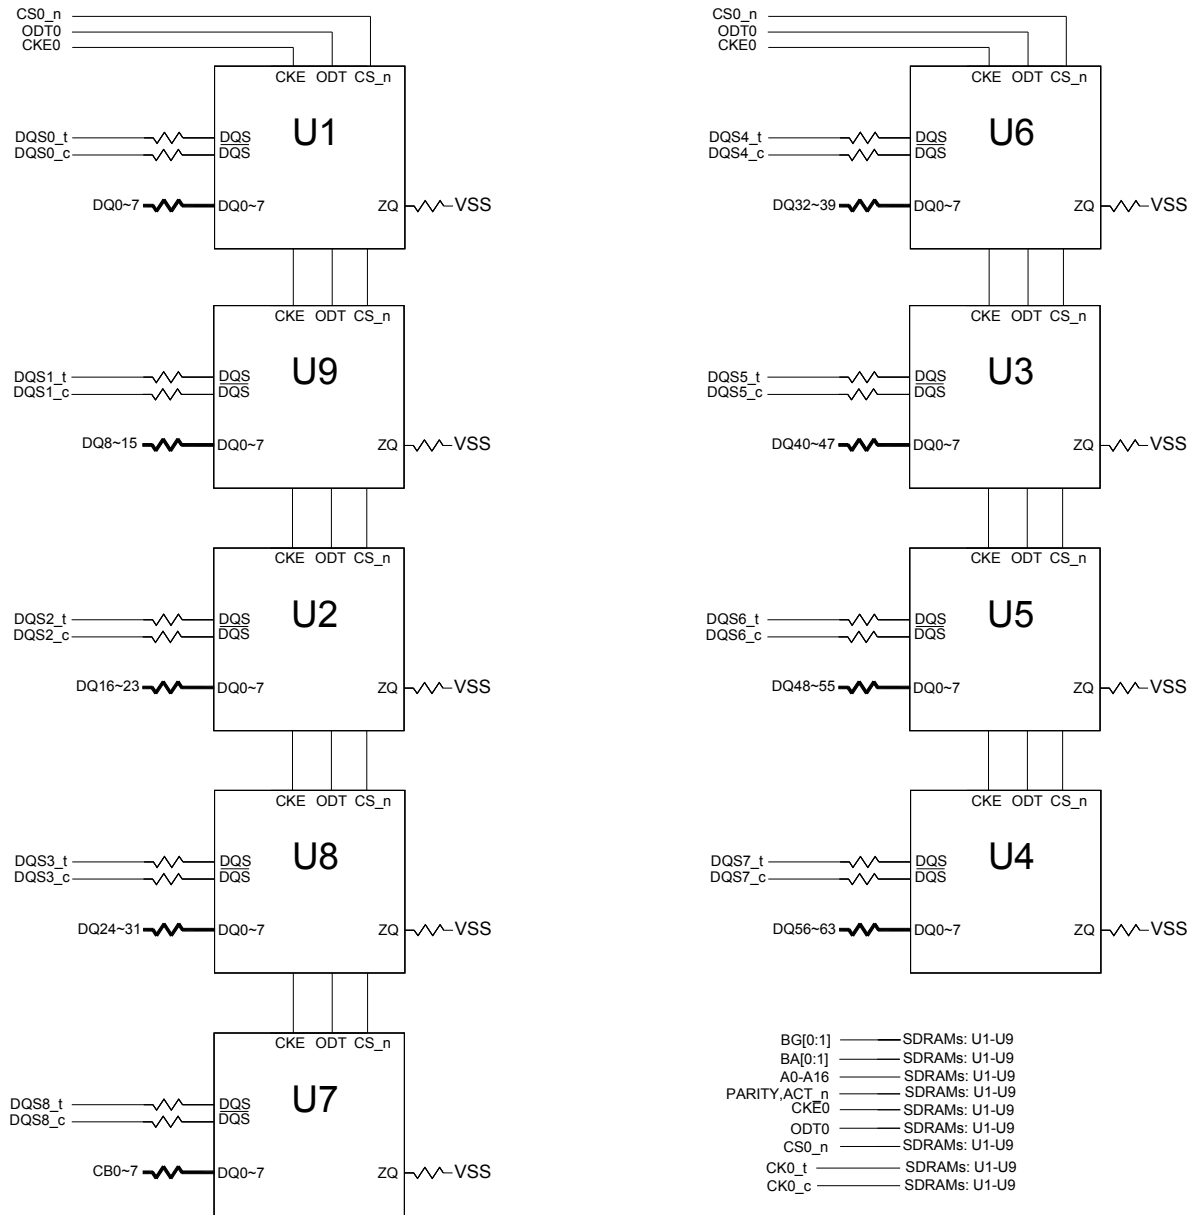 CS0_n
ODT0
CKE0
CKE ODT CS_n
U1
DQS0_t DQS
DQS0_c DQS
DQ0~7 DQ0~7 ZQ VSS
CKE ODT CS_n
U9
DQS1_t DQS
DQS1_c DQS
DQ8~15 DQ0~7 ZQ VSS
CKE ODT CS_n
U2
DQS2_t DQS
DQS2_c DQS
DQ16~23 DQ0~7 ZQ VSS
CKE ODT CS_n
U8
DQS3_t DQS
DQS3_c DQS
DQ24~31 DQ0~7 ZQ VSS
CKE ODT CS_n
U7
DQS8_t DQS
DQS8_c DQS
CB0~7 DQ0~7 ZQ VSS
CS0_n
ODT0
CKE0
CKE ODT CS_n
U6
DQS4_t DQS
DQS4_c DQS
DQ32~39 DQ0~7 ZQ VSS
CKE ODT CS_n
U3
DQS5_t DQS
DQS5_c DQS
DQ40~47 DQ0~7 ZQ VSS
CKE ODT CS_n
U5
DQS6_t DQS
DQS6_c DQS
DQ48~55 DQ0~7 ZQ VSS
CKE ODT CS_n
U4
DQS7_t DQS
DQS7_c DQS
DQ56~63 DQ0~7 ZQ VSS
BG[0:1] SDRAMs: U1-U9
BA[0:1] SDRAMs: U1-U9
A0-A16 SDRAMs: U1-U9
PARITY,ACT_n SDRAMs: U1-U9
CKE0 SDRAMs: U1-U9
ODT0 SDRAMs: U1-U9
CS0_n SDRAMs: U1-U9
CK0_t SDRAMs: U1-U9
CK0_c SDRAMs: U1-U9